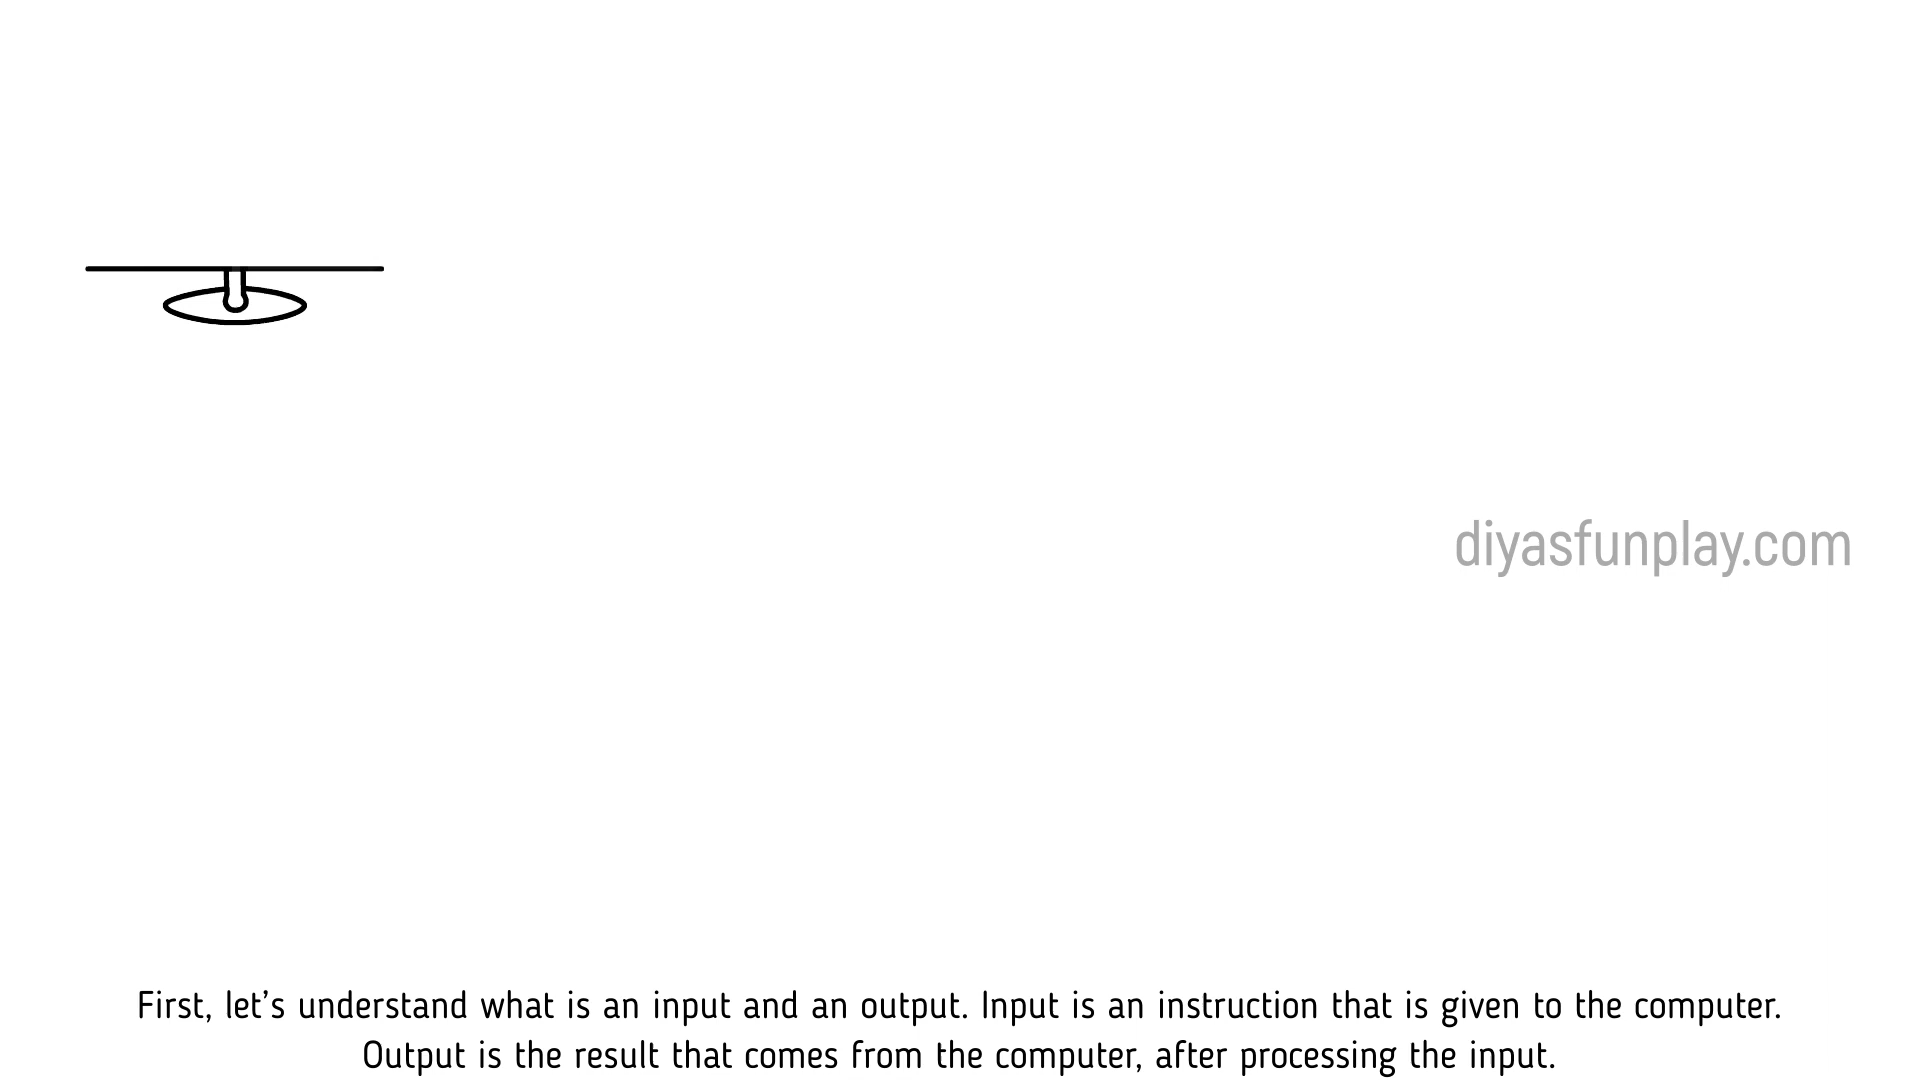 diyasfunplay.com
First, let’s understand what is an input and an output. Input is an instruction that is given to the computer.
Output is the result that comes from the computer, after processing the input.